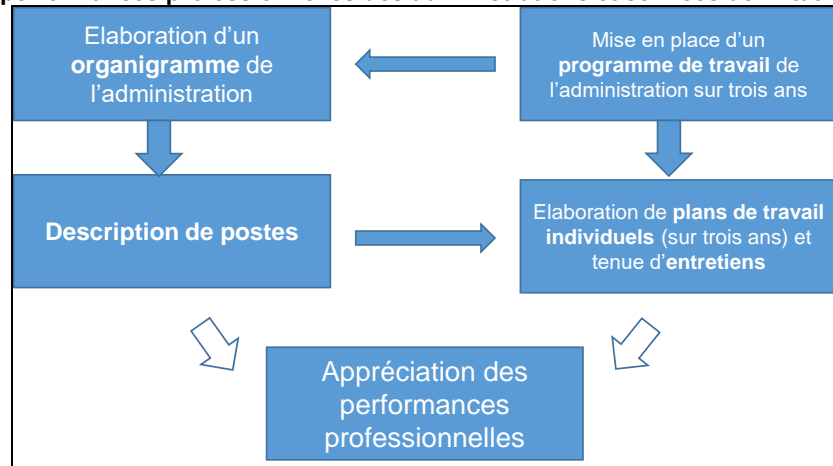 Elaboration d’un
organigramme de
l’administration
Mise en place d’un
programme de travail de
l’administration sur trois ans
Description de postes
Elaboration de plans de travail
individuels (sur trois ans) et
tenue d’entretiens
Appréciation des
performances
professionnelles